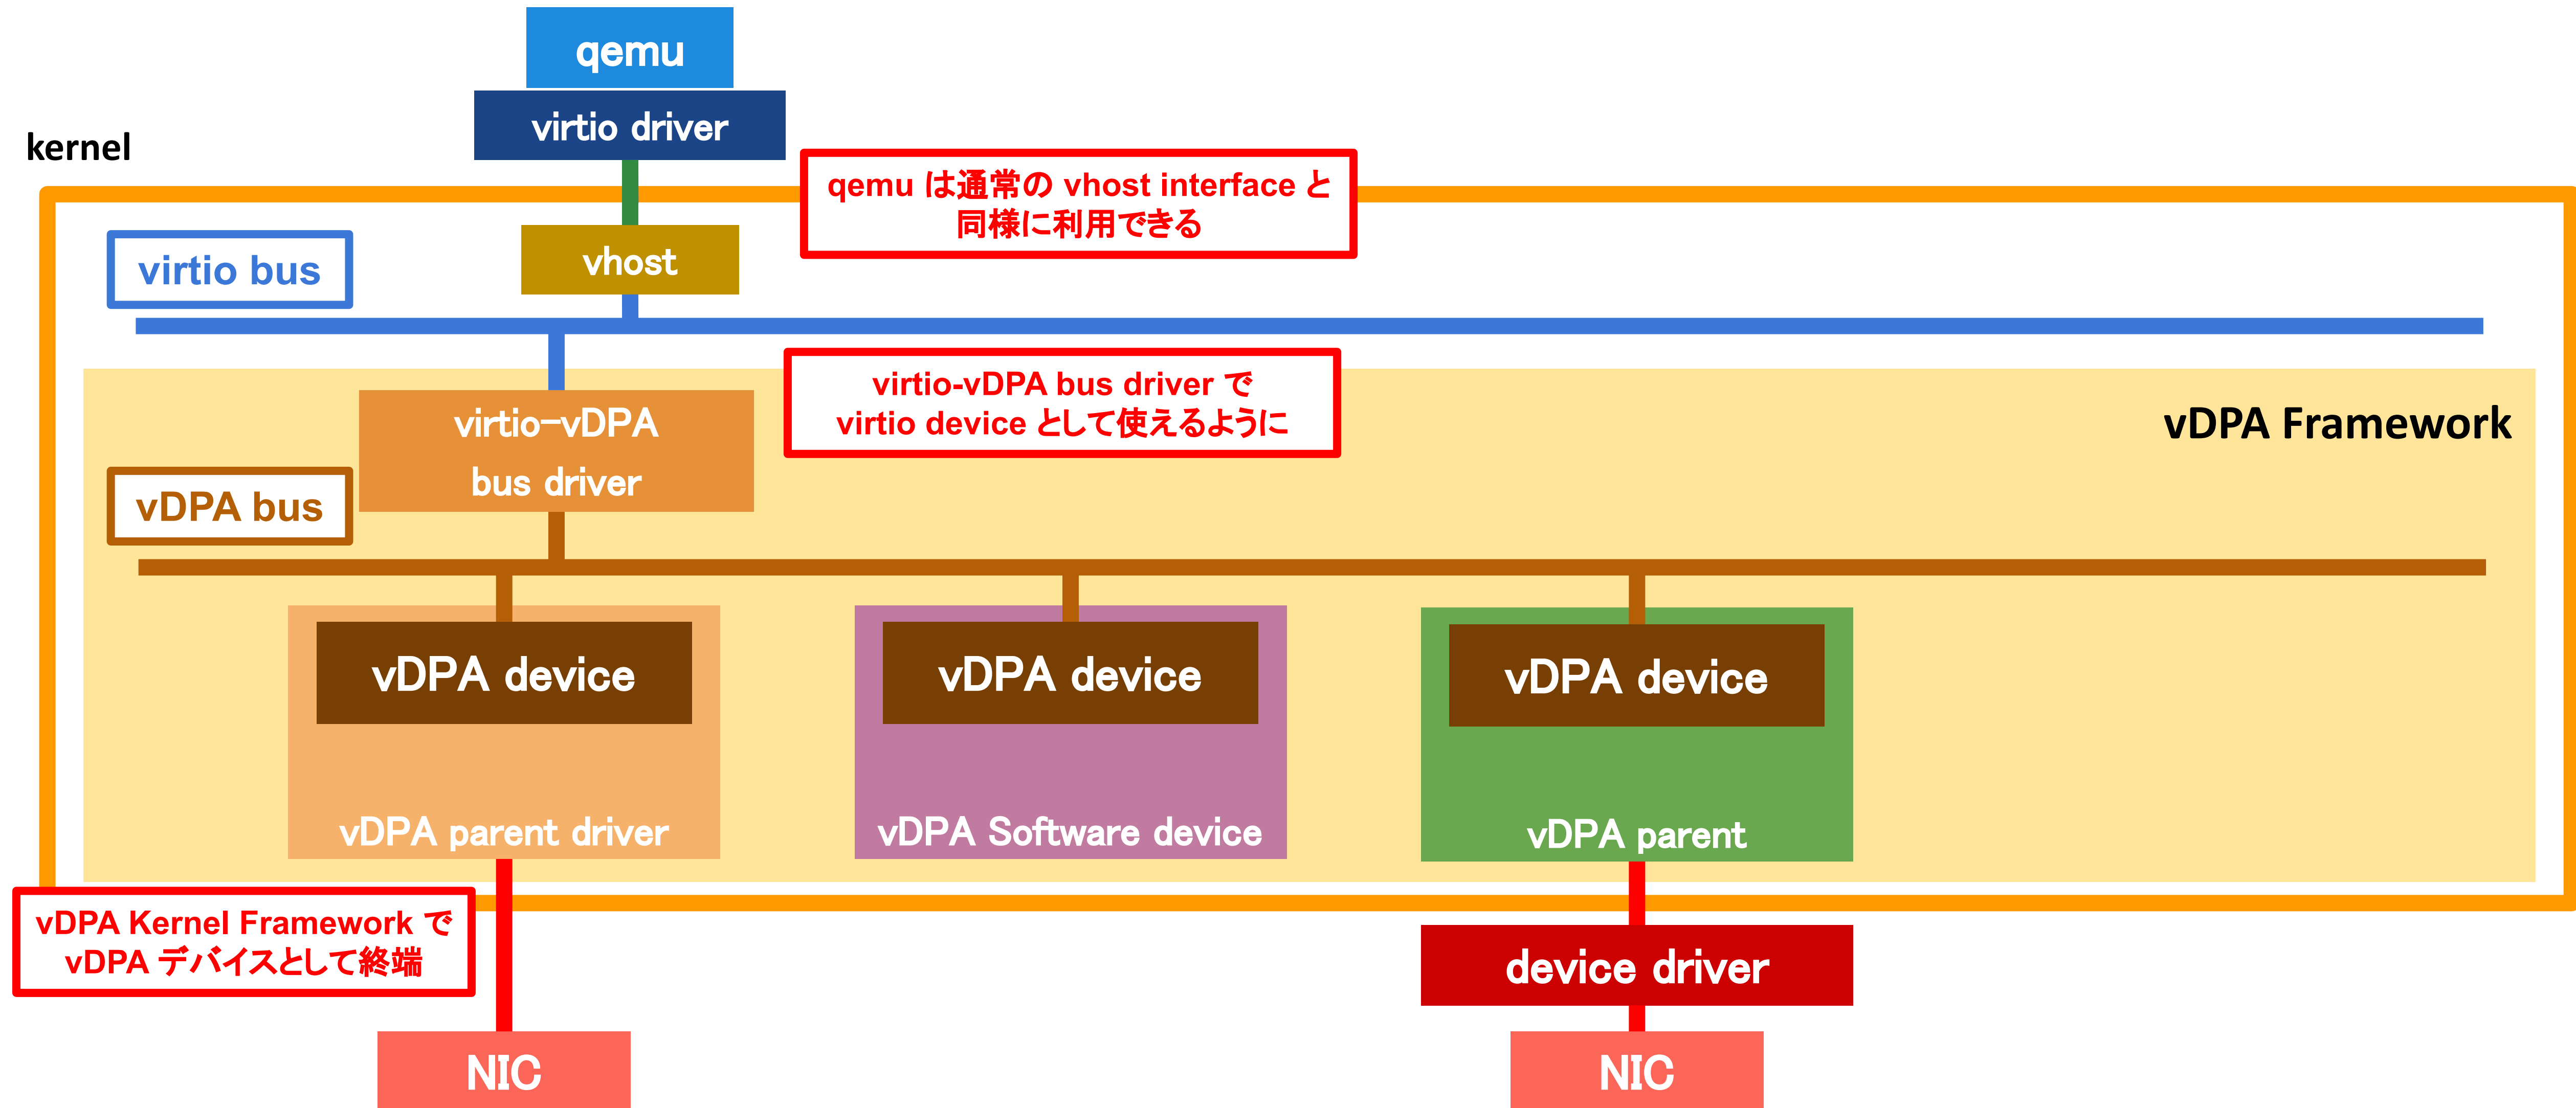 qemu
virtio driver
kernel
qemu は通常の vhost interface と
同様に利用できる
virtio bus
vhost
virtio-vDPA bus driver で
virtio device として使えるように
virtio-vDPA
bus driver
vDPA Framework
vDPA bus
vDPA device
vDPA device
vDPA device
vDPA parent driver
vDPA Software device
vDPA parent
vDPA Kernel Framework で
vDPA デバイスとして終端
device driver
NIC
NIC